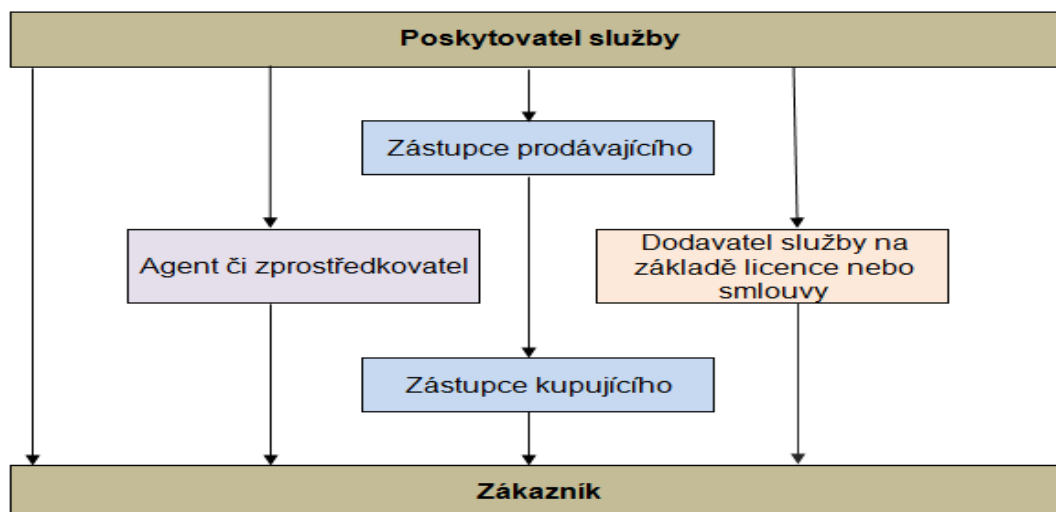 Poskytovatel služby
Zástupce prodávajícího
Agent či zprostředkovatel
Dodavatel služby na
základě licence nebo
smlouvy
Zástupce kupujícího
Zákazník